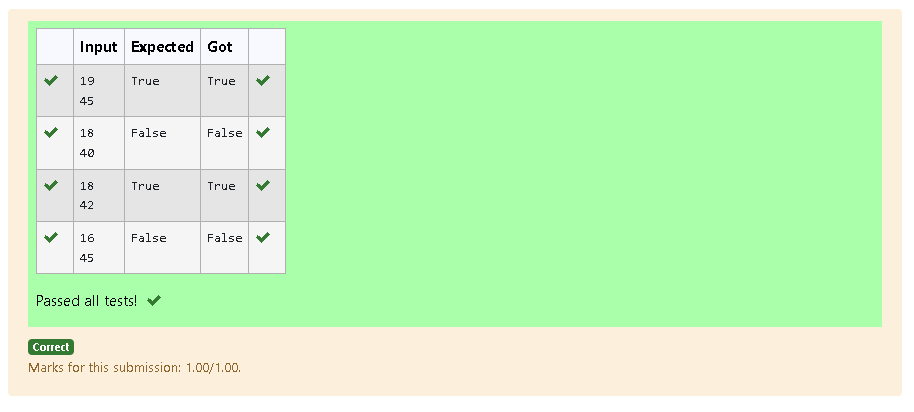 Input Expected Got
19 True True
45
18 False False
40
18 True True
42
16 False False
45
Passed all tests!
Correct
Marks for this submission: 1.00/1.00.